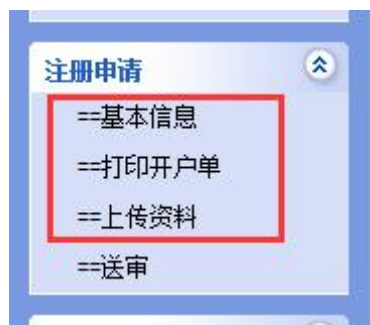 注册申请
==基本信息
==打印开户单
==上传资料
==送审